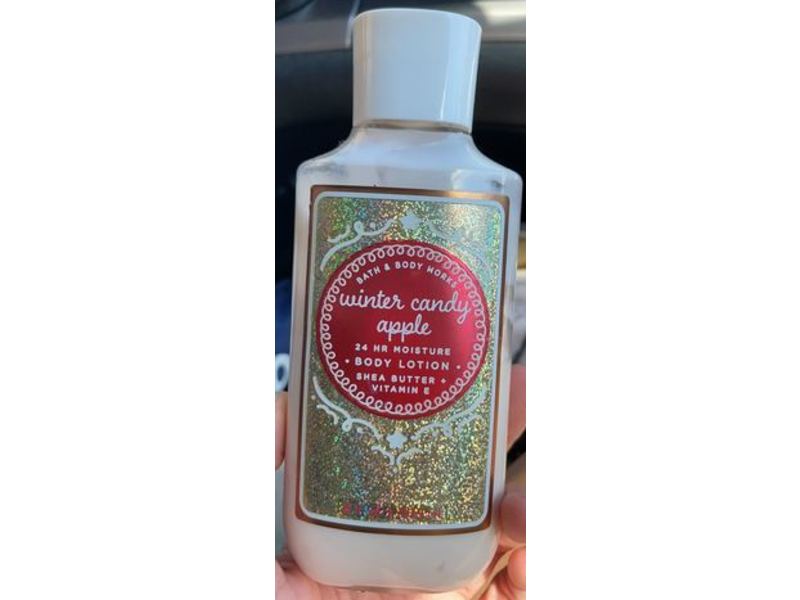 BATH & BODY WORKS
winter candy
apple
24 HR MOISTURE
• BODY LOTION •
SHEA BUTTER +
VITAMIN E